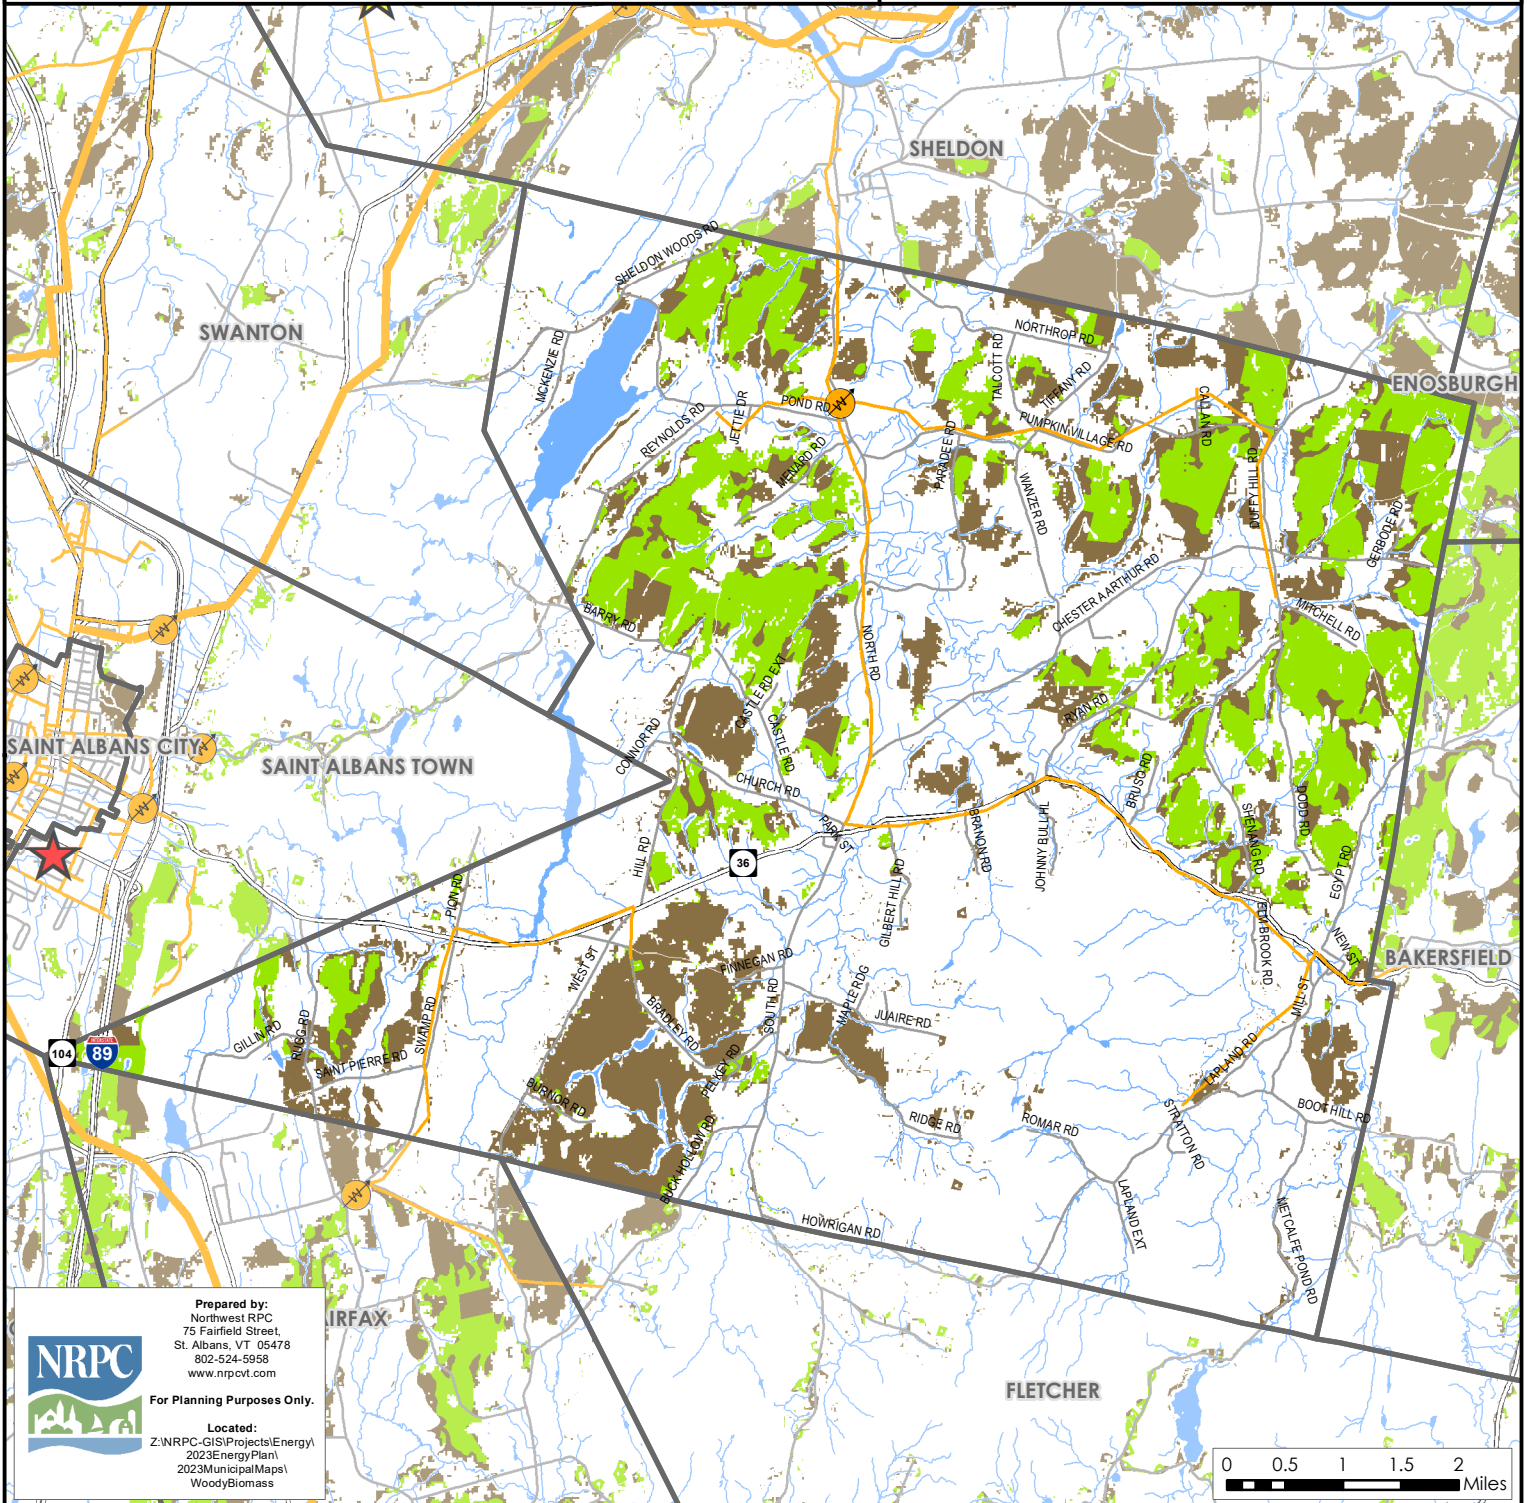 SHELDON
SHELDON WOODS RD
SWANTON
MCKENZIE RD
NORTHROP RD
TALCOTT RD
TIFFANY RD
ENOSBURGH
CALLAN RD
POND RD
W
JETTIE DR
REYNOLDS RD
PUMPKIN VILLAGE RD
PARADEE RD
MENARD RD
DUFFY HILL RD
WANZER RD
GERBODE RD
CHESTER A ARTHUR RD
BARRY RD
MITCHELL RD
W
NORTH RD
W
CASTLE RD EXT
RYAN RD
CASTLE RD
CONNOR RD
SAINT ALBANS CITY
W
SAINT ALBANS TOWN
W
CHURCH RD
BRUSO RD
W
DODD RD
SHENANG RD
PARK ST
BRANON RD
JOHNNY BULL HL
HILL RD
36
EGYPT RD
PION RD
GILBERT HILL RD
ELM BROOK RD
NEW ST
BAKERSFIELD
WEST ST
FINNEGAN RD
MILL ST
SOUTH RD
MAPLE RDG
BRADLEY RD
JUAIRE RD
GILLIN RD
RUGG RD
SWAMP RD
104
INTERSTATE
89
SAINT PIERRE RD
PELKEY RD
LAPLAND RD
BURNOR RD
BOOT HILL RD
RIDGE RD
ROMAR RD
STRATTON RD
BUCK HOLLOW RD
W
LAPLAND EXT
HOWRIGAN RD
METCALFE POND RD
AIRFAX
FLETCHER
Prepared by:
Northwest RPC
75 Fairfield Street,
St. Albans, VT 05478
802-524-5958
www.nrpcvt.com
NRPC
For Planning Purposes Only.
Located:
Z:\NRPC-GIS\Projects\Energy\
2023EnergyPlan\
2023MunicipalMaps\
WoodyBiomass
0 0.5 1 1.5 2
Miles